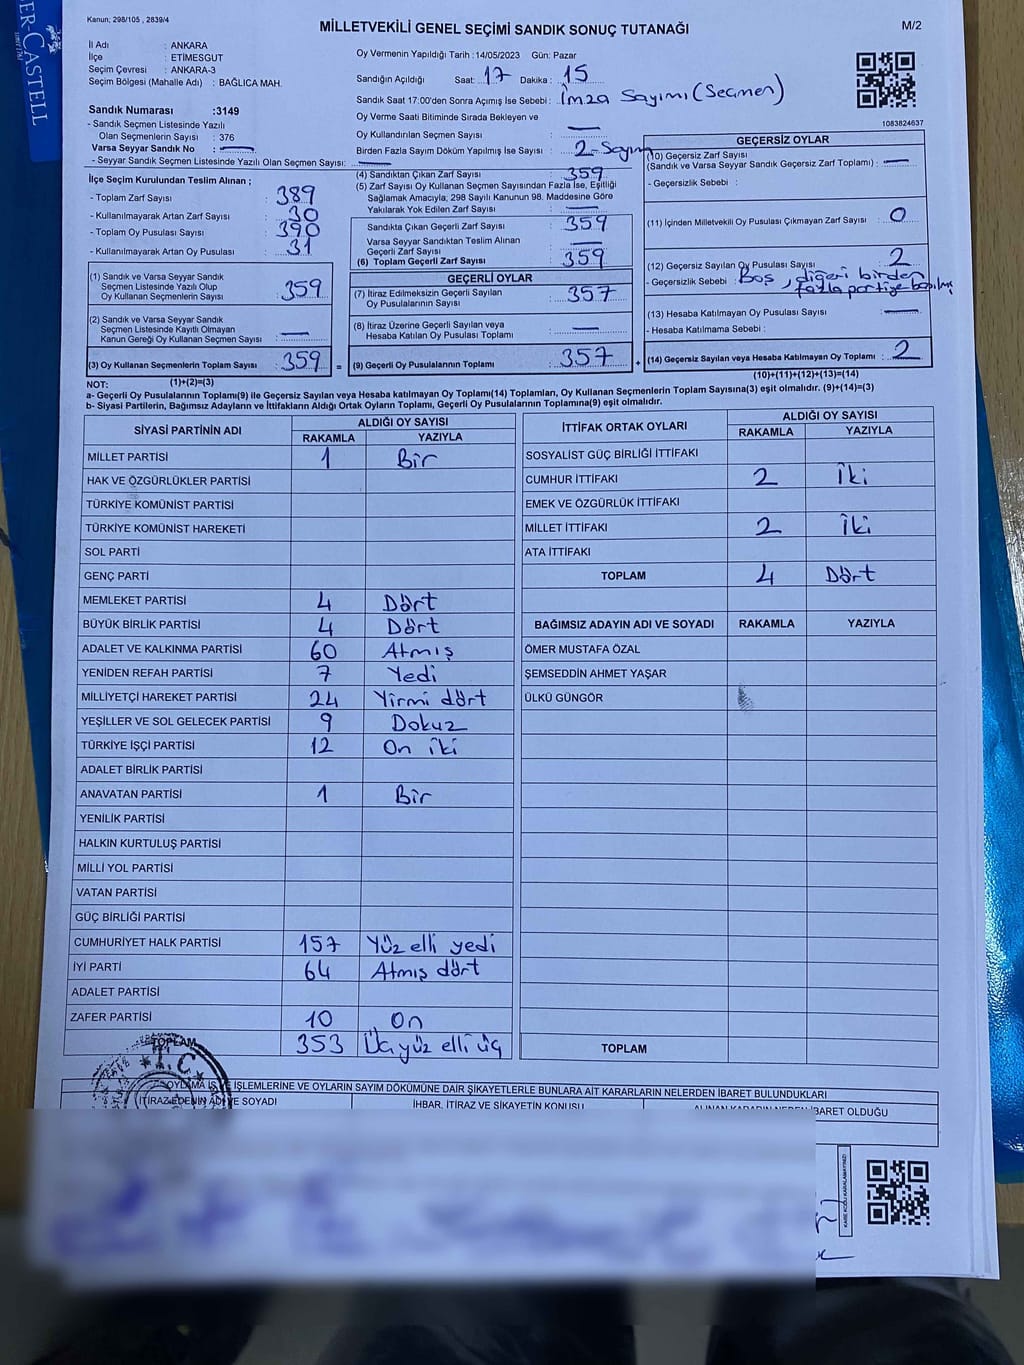 ER-CASTELL
since 1761
Kanun; 298/105 , 2839/4
MİLLETVEKİLİ GENEL SEÇİMİ SANDIK SONUÇ TUTANAĞI
M/2
İl Adı : ANKARA
İlçe : ETİMESGUT
Seçim Çevresi : ANKARA-3
Seçim Bölgesi (Mahalle Adı) : BAĞLICA MAH.
Sandık Numarası :3149
- Sandık Seçmen Listesinde Yazılı
Olan Seçmenlerin Sayısı : 376
Varsa Seyyar Sandık No :
- Seyyar Sandık Seçmen Listesinde Yazılı Olan Seçmen Sayısı:
Oy Vermenin Yapıldığı Tarih : 14/05/2023 Gün: Pazar
Sandığın Açıldığı Saat: 17 Dakika : 15
Sandık Saat 17:00'den Sonra Açımış İse Sebebi : İmza Sayımı (Seçmen)
Oy Verme Saati Bitiminde Sırada Bekleyen ve
Oy Kullandırılan Seçmen Sayısı :
Birden Fazla Sayım Döküm Yapılmış İse Sayısı : 2-Sayım
1083824637
İlçe Seçim Kurulundan Teslim Alınan ;
- Toplam Zarf Sayısı : 389
- Kullanılmayarak Artan Zarf Sayısı : 30
- Toplam Oy Pusulası Sayısı : 390
- Kullanılmayarak Artan Oy Pusulası : 31
(1) Sandık ve Varsa Seyyar Sandık
Seçmen Listesinde Yazılı Olup
Oy Kullanan Seçmenlerin Sayısı : 359
(2) Sandık ve Varsa Seyyar Sandık
Seçmen Listesinde Kayıtlı Olmayan
Kanun Gereği Oy Kullanan Seçmen Sayısı :
(3) Oy Kullanan Seçmenlerin Toplam Sayısı : 359 =
(1)+(2)=(3)
(4) Sandıktan Çıkan Zarf Sayısı : 359
(5) Zarf Sayısı Oy Kullanan Seçmen Sayısından Fazla İse, Eşitliği
Sağlamak Amacıyla, 298 Sayılı Kanunun 98. Maddesine Göre
Yakılarak Yok Edilen Zarf Sayısı :
Sandıkta Çıkan Geçerli Zarf Sayısı : 359
Varsa Seyyar Sandıktan Teslim Alınan
Geçerli Zarf Sayısı :
(6) Toplam Geçerli Zarf Sayısı : 359
GEÇERLİ OYLAR
(7) İtiraz Edilmeksizin Geçerli Sayılan
Oy Pusulalarının Sayısı : 357
(8) İtiraz Üzerine Geçerli Sayılan veya
Hesaba Katılan Oy Pusulası Toplamı :
(9) Geçerli Oy Pusulalarının Toplamı : 357 +
GEÇERSİZ OYLAR
(10) Geçersiz Zarf Sayısı
(Sandık ve Varsa Seyyar Sandık Geçersiz Zarf Toplamı) :
- Geçersizlik Sebebi :
(11) İçinden Milletvekili Oy Pusulası Çıkmayan Zarf Sayısı : 0
(12) Geçersiz Sayılan Oy Pusulası Sayısı : 2
- Geçersizlik Sebebi : Boş, diğeri birden
fazla partiye basılmış
(13) Hesaba Katılmayan Oy Pusulası Sayısı :
- Hesaba Katılmama Sebebi :
(14) Geçersiz Sayılan veya Hesaba Katılmayan Oy Toplamı : 2
(10)+(11)+(12)+(13)=(14)
NOT:
a- Geçerli Oy Pusulalarının Toplamı(9) ile Geçersiz Sayılan veya Hesaba katılmayan Oy Toplamı(14) Toplamları, Oy Kullanan Seçmenlerin Toplam Sayısına(3) eşit olmalıdır. (9)+(14)=(3)
b- Siyasi Partilerin, Bağımsız Adayların ve İttifakların Aldığı Ortak Oyların Toplamı, Geçerli Oy Pusulalarının Toplamına(9) eşit olmalıdır.
SİYASİ PARTİNİN ADI ALDIĞI OY SAYISI
RAKAMLA YAZIYLA
MİLLET PARTİSİ 1 Bir
HAK VE ÖZGÜRLÜKLER PARTİSİ
TÜRKİYE KOMÜNİST PARTİSİ
TÜRKİYE KOMÜNİST HAREKETİ
SOL PARTİ
GENÇ PARTİ
MEMLEKET PARTİSİ 4 Dört
BÜYÜK BİRLİK PARTİSİ 4 Dört
ADALET VE KALKINMA PARTİSİ 60 Atmış
YENİDEN REFAH PARTİSİ 7 Yedi
MİLLİYETÇİ HAREKET PARTİSİ 24 Yirmi dört
YEŞİLLER VE SOL GELECEK PARTİSİ 9 Dokuz
TÜRKİYE İŞÇİ PARTİSİ 12 On iki
ADALET BİRLİK PARTİSİ
ANAVATAN PARTİSİ 1 Bir
YENİLİK PARTİSİ
HALKIN KURTULUŞ PARTİSİ
MİLLİ YOL PARTİSİ
VATAN PARTİSİ
GÜÇ BİRLİĞİ PARTİSİ
CUMHURİYET HALK PARTİSİ 157 Yüz elli yedi
İYİ PARTİ 64 Atmış dört
ADALET PARTİSİ
ZAFER PARTİSİ 10 On
TOPLAM 353 Üç yüz elli üç
İTTİFAK ORTAK OYLARI ALDIĞI OY SAYISI
RAKAMLA YAZIYLA
SOSYALİST GÜÇ BİRLİĞİ İTTİFAKI
CUMHUR İTTİFAKI 2 İki
EMEK VE ÖZGÜRLÜK İTTİFAKI
MİLLET İTTİFAKI 2 İki
ATA İTTİFAKI
TOPLAM 4 Dört
BAĞIMSIZ ADAYIN ADI VE SOYADI RAKAMLA YAZIYLA
ÖMER MUSTAFA ÖZAL
ŞEMSEDDİN AHMET YAŞAR
ÜLKÜ GÜNGÖR
TOPLAM
T.C.
OYLAMA İŞ VE İŞLEMLERİNE VE OYLARIN SAYIM DÖKÜMÜNE DAİR ŞİKAYETLERLE BUNLARA AİT KARARLARIN NELERDEN İBARET BULUNDUKLARI
İTİRAZ EDENİN ADI VE SOYADI
İHBAR, İTİRAZ VE ŞİKAYETİN KONUSU
ALINAN KARARIN NEDEN İBARET OLDUĞU
KARE KODU KARALAMAYINIZ!